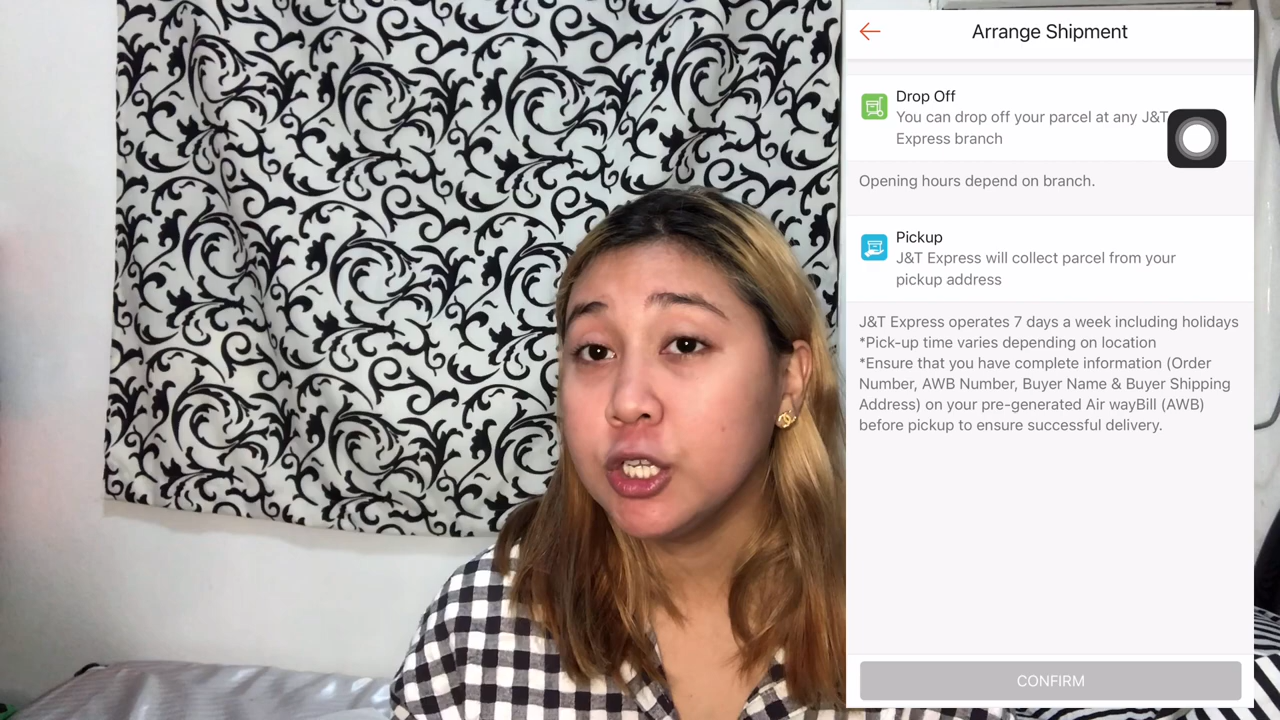 Arrange Shipment
Drop Off
You can drop off your parcel at any J&T
Express branch
Opening hours depend on branch.
Pickup
J&T Express will collect parcel from your
pickup address
J&T Express operates 7 days a week including holidays
*Pick-up time varies depending on location
*Ensure that you have complete information (Order
Number, AWB Number, Buyer Name & Buyer Shipping
Address) on your pre-generated Air wayBill (AWB)
before pickup to ensure successful delivery.
CONFIRM